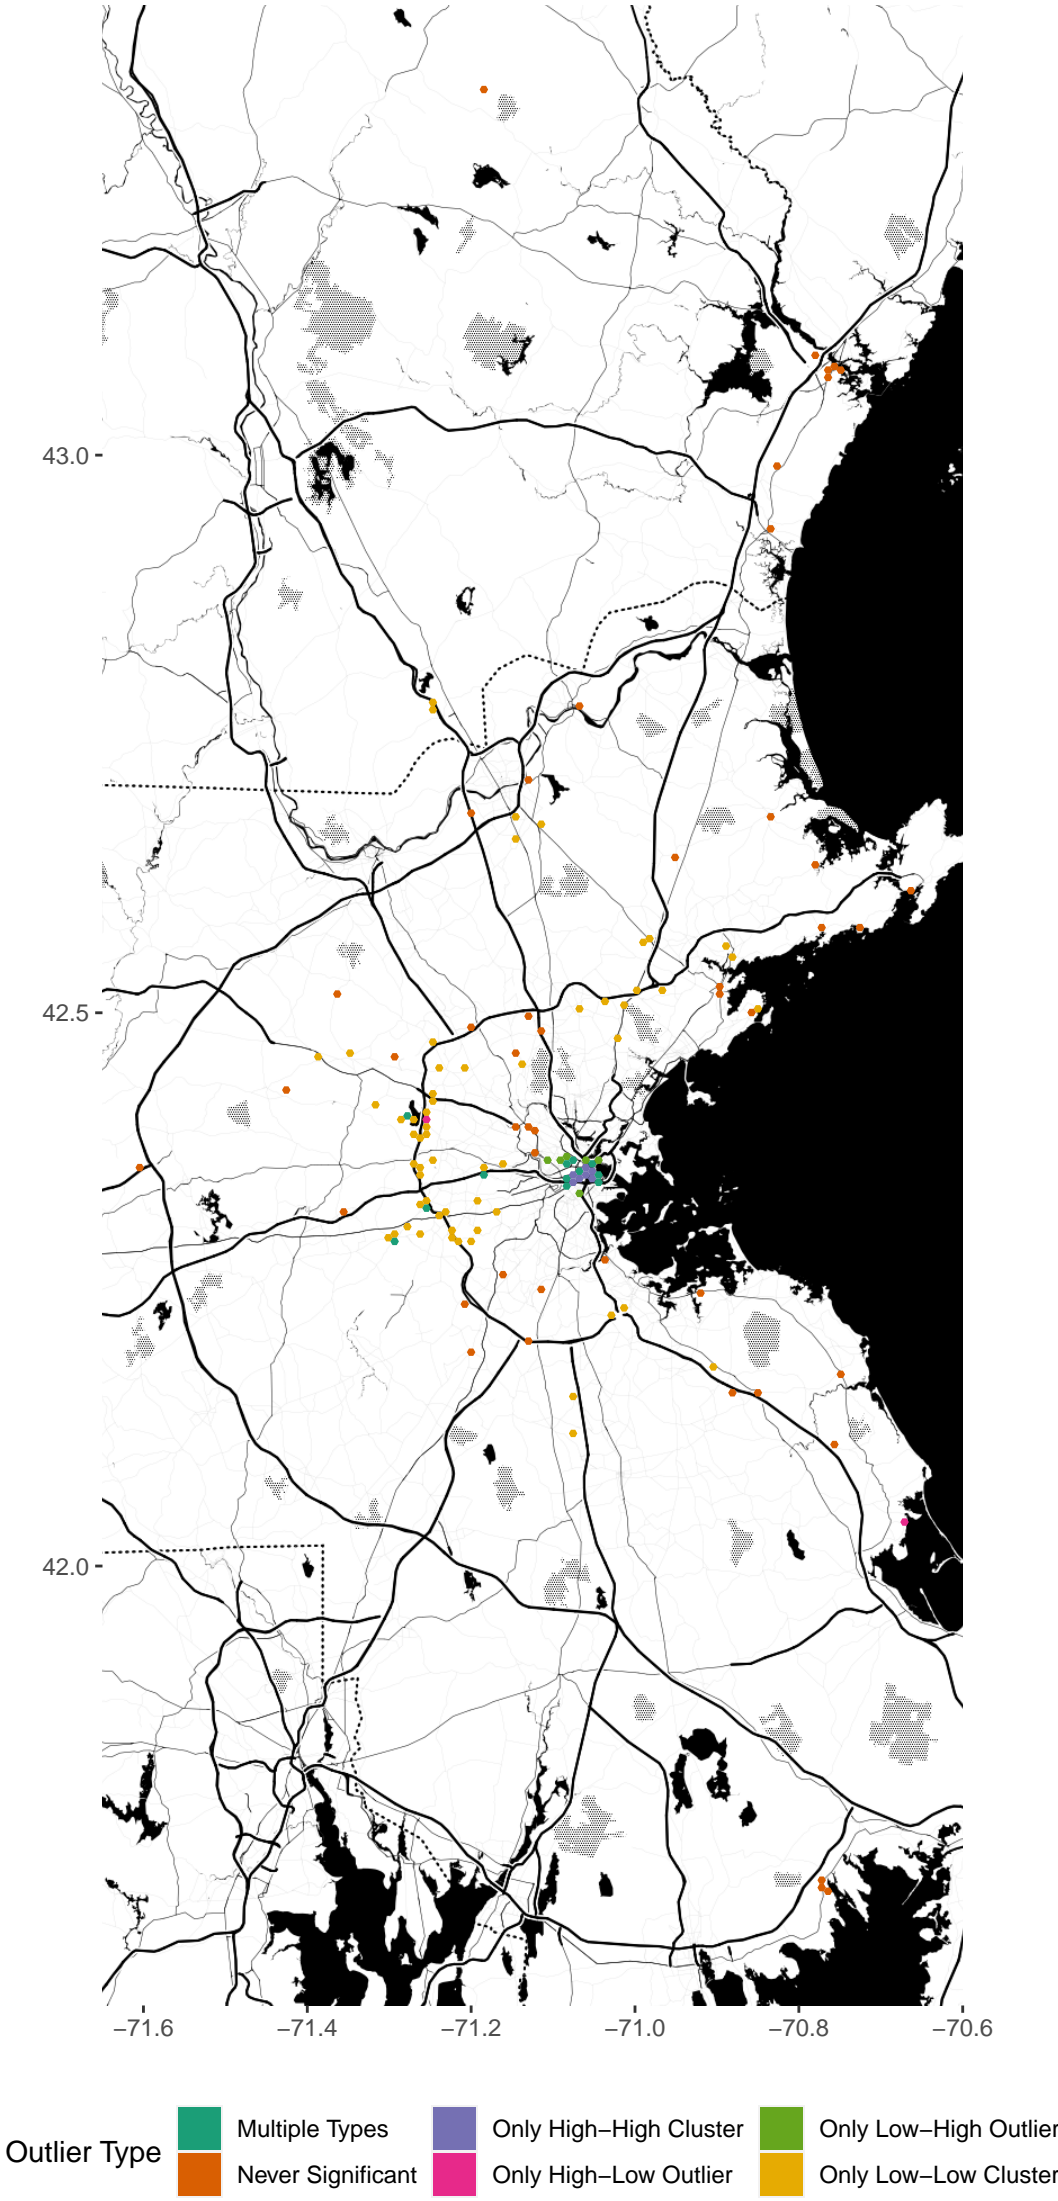 43.0
42.5
42.0
−71.6 −71.4 −71.2 −71.0 −70.8 −70.6
Outlier Type
Multiple Types Only High−High Cluster Only Low−High Outlier
Never Significant Only High−Low Outlier Only Low−Low Cluster